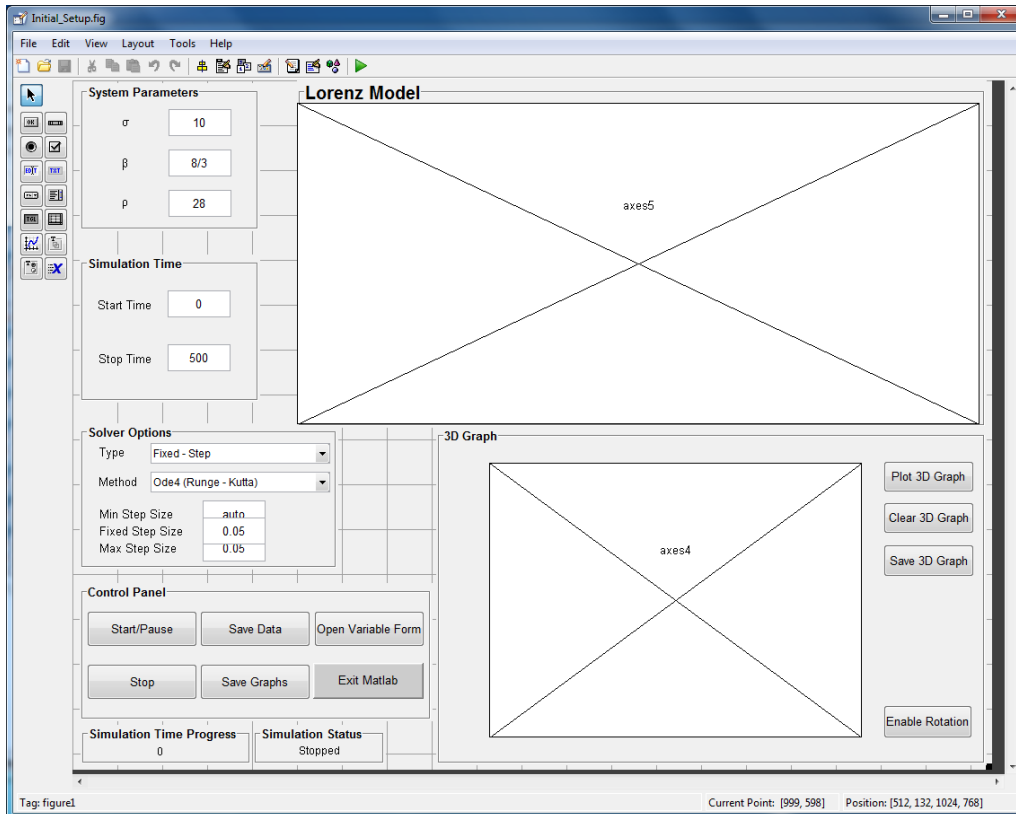 Initial_Setup.fig
File Edit View Layout Tools Help
System Parameters
σ 10
β 8/3
ρ 28
Lorenz Model
axes5
Simulation Time
Start Time 0
Stop Time 500
Solver Options
Type Fixed - Step
Method Ode4 (Runge - Kutta)
Min Step Size auto
Fixed Step Size 0.05
Max Step Size 0.05
3D Graph
axes4
Plot 3D Graph
Clear 3D Graph
Save 3D Graph
Enable Rotation
Control Panel
Start/Pause Save Data Open Variable Form
Stop Save Graphs Exit Matlab
Simulation Time Progress
0
Simulation Status
Stopped
Tag: figure1 Current Point: [999, 598] Position: [512, 132, 1024, 768]